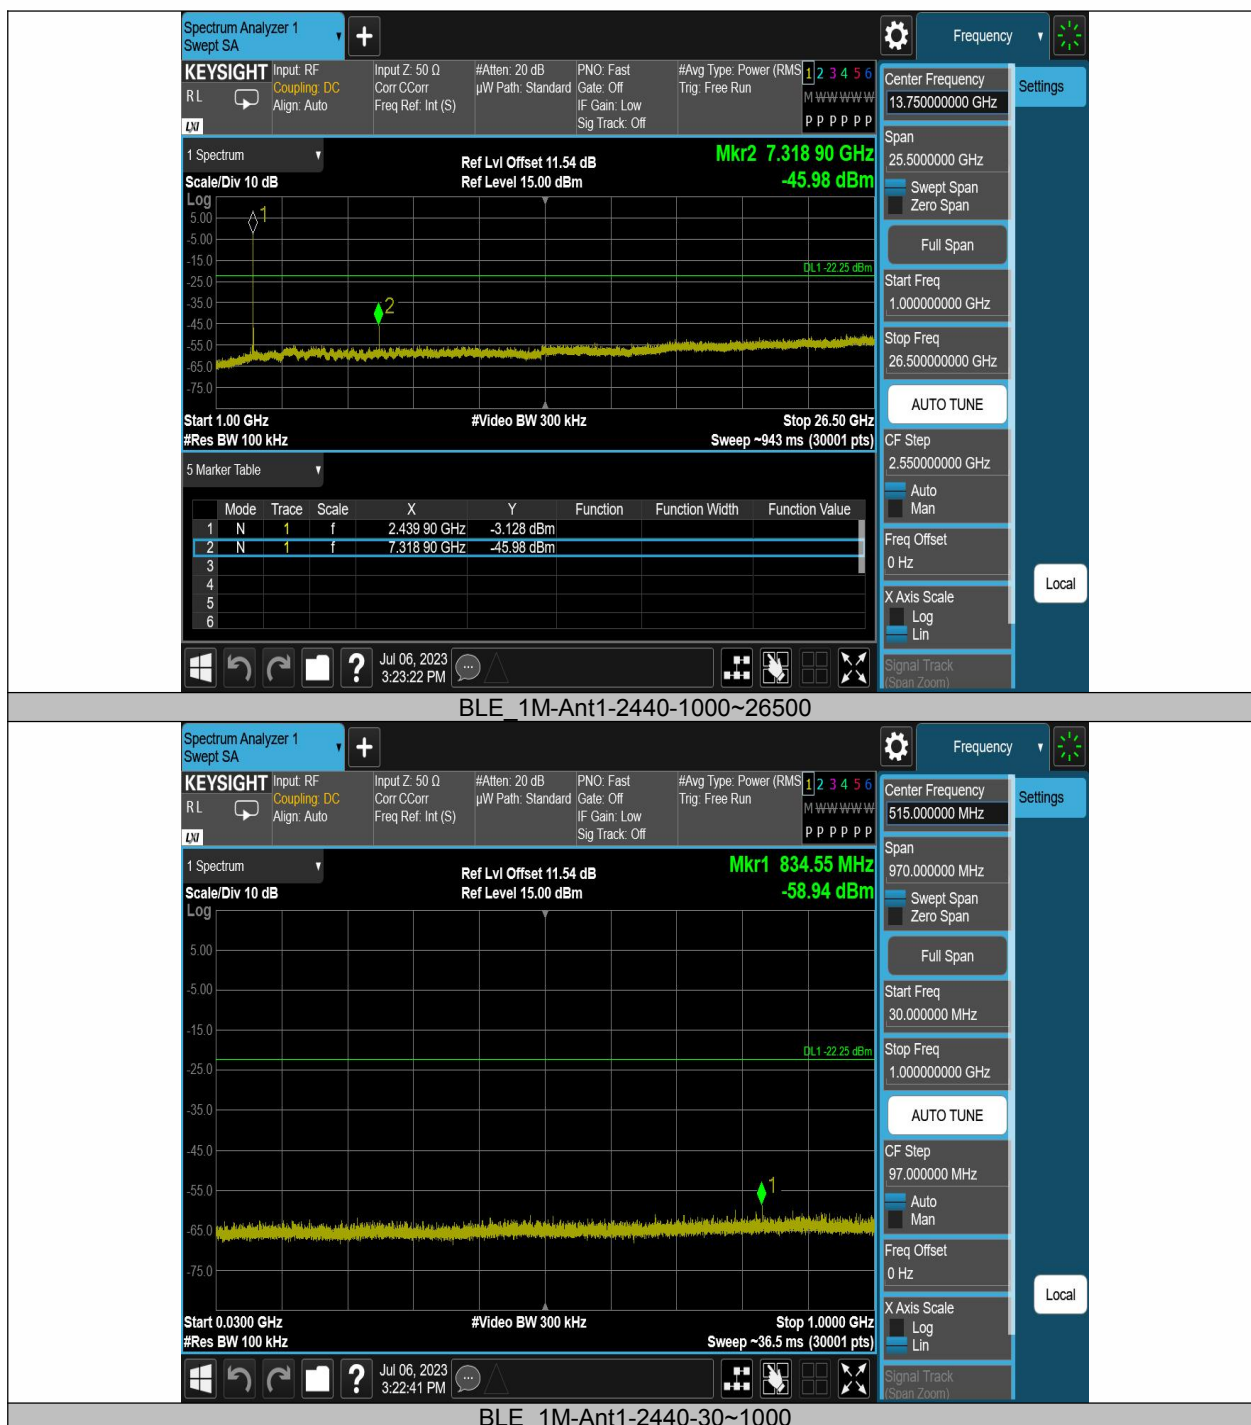 Spectrum Analyzer 1
Swept SA
Frequency
KEYSIGHT
RL
LXI
Input: RF
Coupling: DC
Align: Auto
Input Z: 50 Ω
Corr CCorr
Freq Ref: Int (S)
#Atten: 20 dB
µW Path: Standard
PNO: Fast
Gate: Off
IF Gain: Low
Sig Track: Off
#Avg Type: Power (RMS
Trig: Free Run
1 2 3 4 5 6
M W W W W W
P P P P P P
Center Frequency
13.750000000 GHz
Settings
Span
25.5000000 GHz
Swept Span
Zero Span
Full Span
Start Freq
1.000000000 GHz
Stop Freq
26.500000000 GHz
AUTO TUNE
CF Step
2.550000000 GHz
Auto
Man
Freq Offset
0 Hz
X Axis Scale
Log
Lin
Signal Track
(Span Zoom)
Local
1 Spectrum
Scale/Div 10 dB
Ref Lvl Offset 11.54 dB
Ref Level 15.00 dBm
Mkr2 7.318 90 GHz
-45.98 dBm
Log
5.00
-5.00
-15.0
-25.0
-35.0
-45.0
-55.0
-65.0
-75.0
1
2
DL1 -22.25 dBm
Start 1.00 GHz
#Res BW 100 kHz
#Video BW 300 kHz
Stop 26.50 GHz
Sweep ~943 ms (30001 pts)
5 Marker Table
Mode Trace Scale X Y Function Function Width Function Value
1 N 1 f 2.439 90 GHz -3.128 dBm
2 N 1 f 7.318 90 GHz -45.98 dBm
3
4
5
6
?
Jul 06, 2023
3:23:22 PM
BLE_1M-Ant1-2440-1000~26500
Spectrum Analyzer 1
Swept SA
Frequency
KEYSIGHT
RL
LXI
Input: RF
Coupling: DC
Align: Auto
Input Z: 50 Ω
Corr CCorr
Freq Ref: Int (S)
#Atten: 20 dB
µW Path: Standard
PNO: Fast
Gate: Off
IF Gain: Low
Sig Track: Off
#Avg Type: Power (RMS
Trig: Free Run
1 2 3 4 5 6
M W W W W W
P P P P P P
Center Frequency
515.000000 MHz
Settings
Span
970.000000 MHz
Swept Span
Zero Span
Full Span
Start Freq
30.000000 MHz
Stop Freq
1.000000000 GHz
AUTO TUNE
CF Step
97.000000 MHz
Auto
Man
Freq Offset
0 Hz
X Axis Scale
Log
Lin
Signal Track
(Span Zoom)
Local
1 Spectrum
Scale/Div 10 dB
Ref Lvl Offset 11.54 dB
Ref Level 15.00 dBm
Mkr1 834.55 MHz
-58.94 dBm
Log
5.00
-5.00
-15.0
-25.0
-35.0
-45.0
-55.0
-65.0
-75.0
1
DL1 -22.25 dBm
Start 0.0300 GHz
#Res BW 100 kHz
#Video BW 300 kHz
Stop 1.0000 GHz
Sweep ~36.5 ms (30001 pts)
?
Jul 06, 2023
3:22:41 PM
BLE_1M-Ant1-2440-30~1000